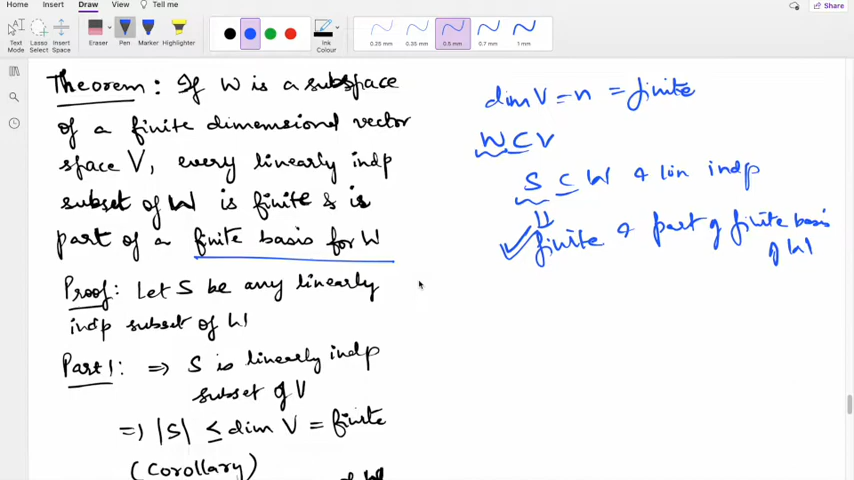 Home Insert Draw View Tell me
Share
Text Mode
Lasso Select
Insert Space
Eraser
Pen
Marker
Highlighter
Ink Colour
0.25 mm
0.35 mm
0.5 mm
0.7 mm
1 mm
Theorem : If W is a subspace
of a finite dimensional vector
space V, every linearly indp
subset of W is finite & is
part of a finite basis for W
Proof : Let S be any linearly
indp subset of W
Part 1 : ⇒ S is linearly indp
subset of V
⇒ |S| ≤ dim V = finite
(Corollary)
of W
dim V = n = finite
W ⊂ V
S ⊆ W & lin indp
⇓
finite & part of finite basis
of W